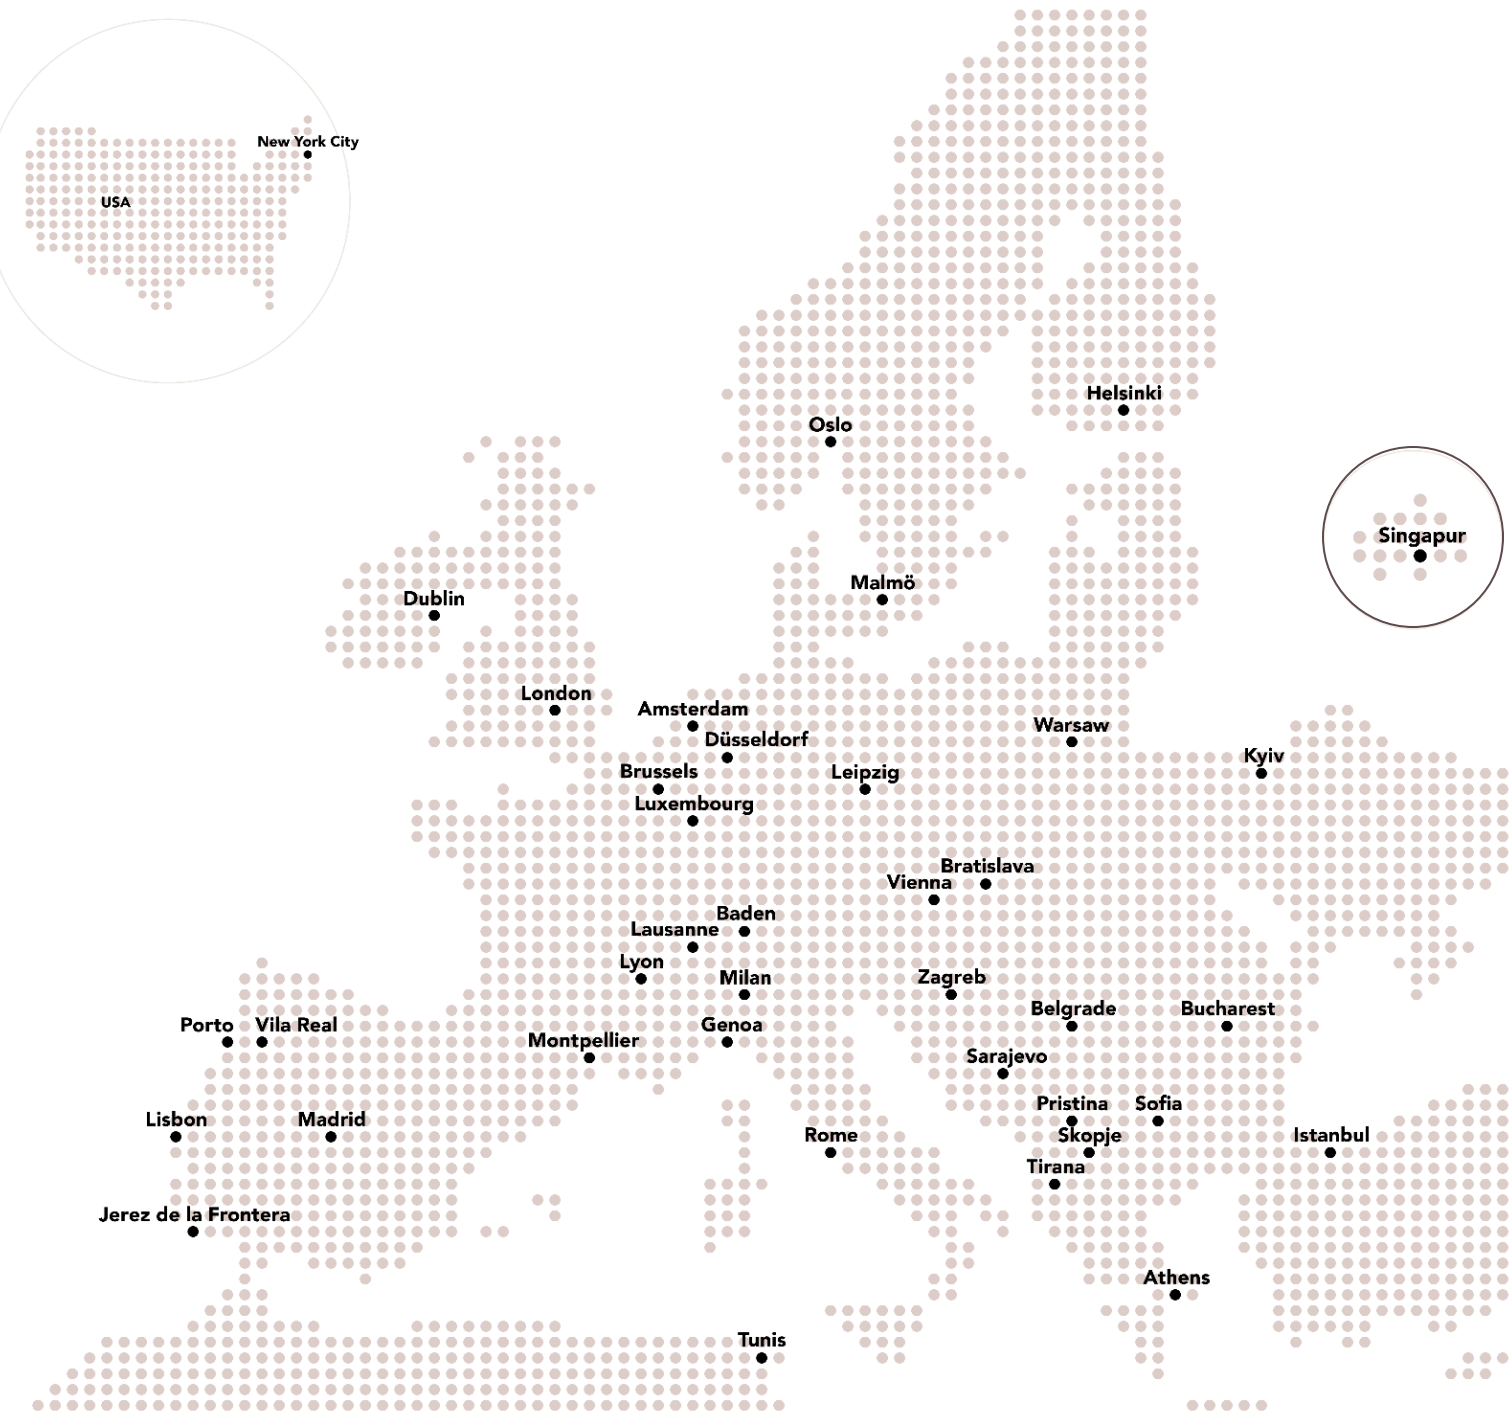 New York City
USA
Helsinki
Oslo
Singapur
Malmö
Dublin
London
Amsterdam
Warsaw
Düsseldorf
Kyiv
Brussels
Leipzig
Luxembourg
Bratislava
Vienna
Baden
Lausanne
Lyon
Milan
Zagreb
Belgrade
Bucharest
Porto
Vila Real
Genoa
Montpellier
Sarajevo
Pristina
Sofia
Lisbon
Madrid
Rome
Skopje
Istanbul
Tirana
Jerez de la Frontera
Athens
Tunis